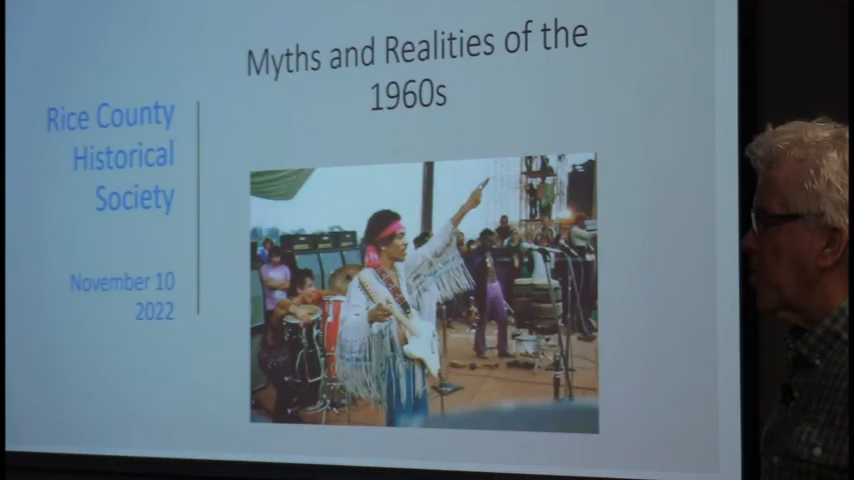 Myths and Realities of the
1960s
Rice County
Historical
Society
November 10
2022